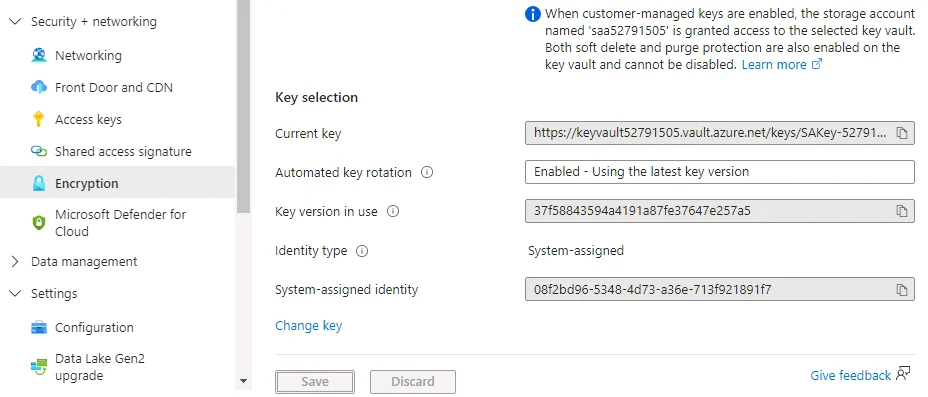 Security + networking
Networking
Front Door and CDN
Access keys
Shared access signature
Encryption
Microsoft Defender for
Cloud
Data management
Settings
Configuration
Data Lake Gen2
upgrade
When customer-managed keys are enabled, the storage account
named 'saa52791505' is granted access to the selected key vault.
Both soft delete and purge protection are also enabled on the
key vault and cannot be disabled. Learn more
Key selection
Current key
https://keyvault52791505.vault.azure.net/keys/SAKey-52791...
Automated key rotation
Enabled - Using the latest key version
Key version in use
37f58843594a4191a87fe37647e257a5
Identity type
System-assigned
System-assigned identity
08f2bd96-5348-4d73-a36e-713f921891f7
Change key
Save
Discard
Give feedback